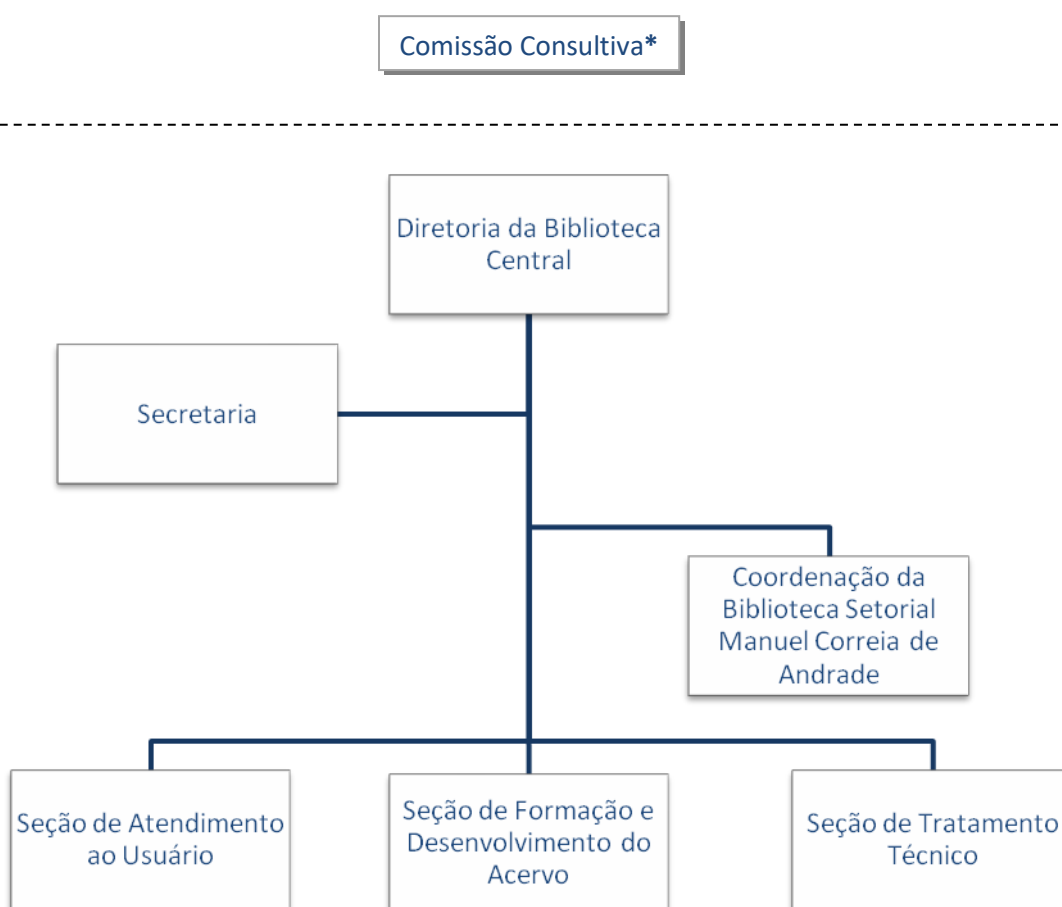 Comissão Consultiva*
Diretoria da Biblioteca
Central
Secretaria
Coordenação da
Biblioteca Setorial
Manuel Correia de
Andrade
Seção de Atendimento
ao Usuário
Seção de Formação e
Desenvolvimento do
Acervo
Seção de Tratamento
Técnico